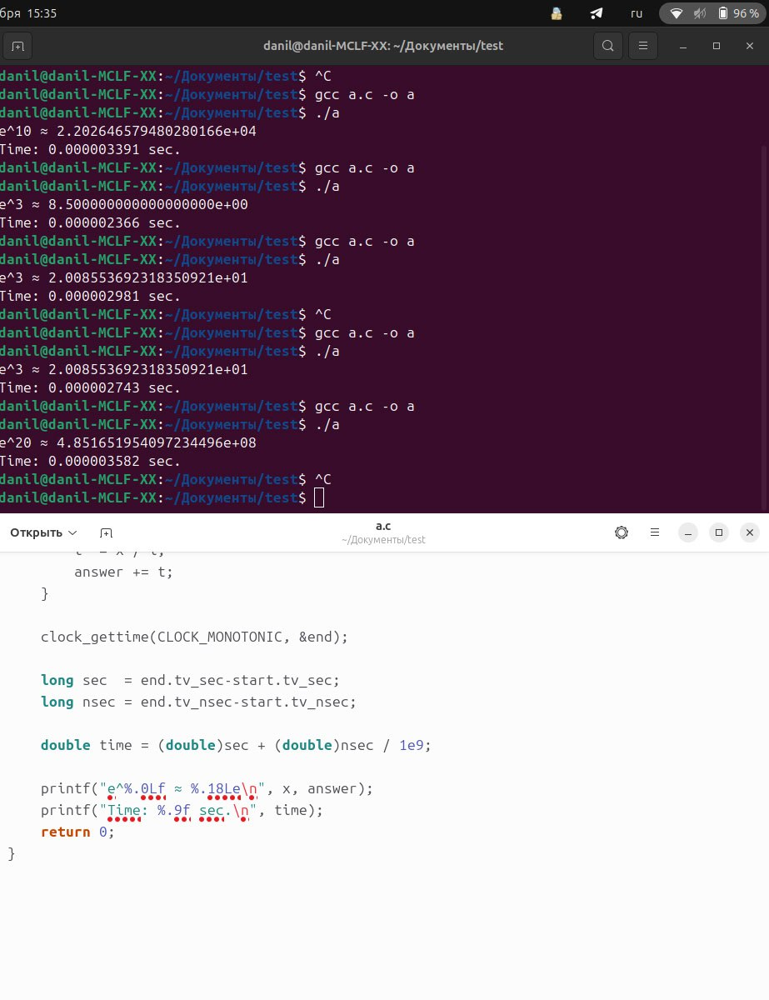 бря 15:35
ru
96 %
danil@danil-MCLF-XX: ~/Документы/test
danil@danil-MCLF-XX:~/Документы/test$ ^C
danil@danil-MCLF-XX:~/Документы/test$ gcc a.c -o a
danil@danil-MCLF-XX:~/Документы/test$ ./a
e^10 ≈ 2.202646579480280166e+04
Time: 0.000003391 sec.
danil@danil-MCLF-XX:~/Документы/test$ gcc a.c -o a
danil@danil-MCLF-XX:~/Документы/test$ ./a
e^3 ≈ 8.500000000000000000e+00
Time: 0.000002366 sec.
danil@danil-MCLF-XX:~/Документы/test$ gcc a.c -o a
danil@danil-MCLF-XX:~/Документы/test$ ./a
e^3 ≈ 2.008553692318350921e+01
Time: 0.000002981 sec.
danil@danil-MCLF-XX:~/Документы/test$ ^C
danil@danil-MCLF-XX:~/Документы/test$ gcc a.c -o a
danil@danil-MCLF-XX:~/Документы/test$ ./a
e^3 ≈ 2.008553692318350921e+01
Time: 0.000002743 sec.
danil@danil-MCLF-XX:~/Документы/test$ gcc a.c -o a
danil@danil-MCLF-XX:~/Документы/test$ ./a
e^20 ≈ 4.851651954097234496e+08
Time: 0.000003582 sec.
danil@danil-MCLF-XX:~/Документы/test$ ^C
danil@danil-MCLF-XX:~/Документы/test$
Открыть
a.c
~/Документы/test
answer += t;
}
clock_gettime(CLOCK_MONOTONIC, &end);
long sec  = end.tv_sec-start.tv_sec;
long nsec = end.tv_nsec-start.tv_nsec;
double time = (double)sec + (double)nsec / 1e9;
printf("e^%.0Lf ≈ %.18Le\n", x, answer);
printf("Time: %.9f sec.\n", time);
return 0;
}